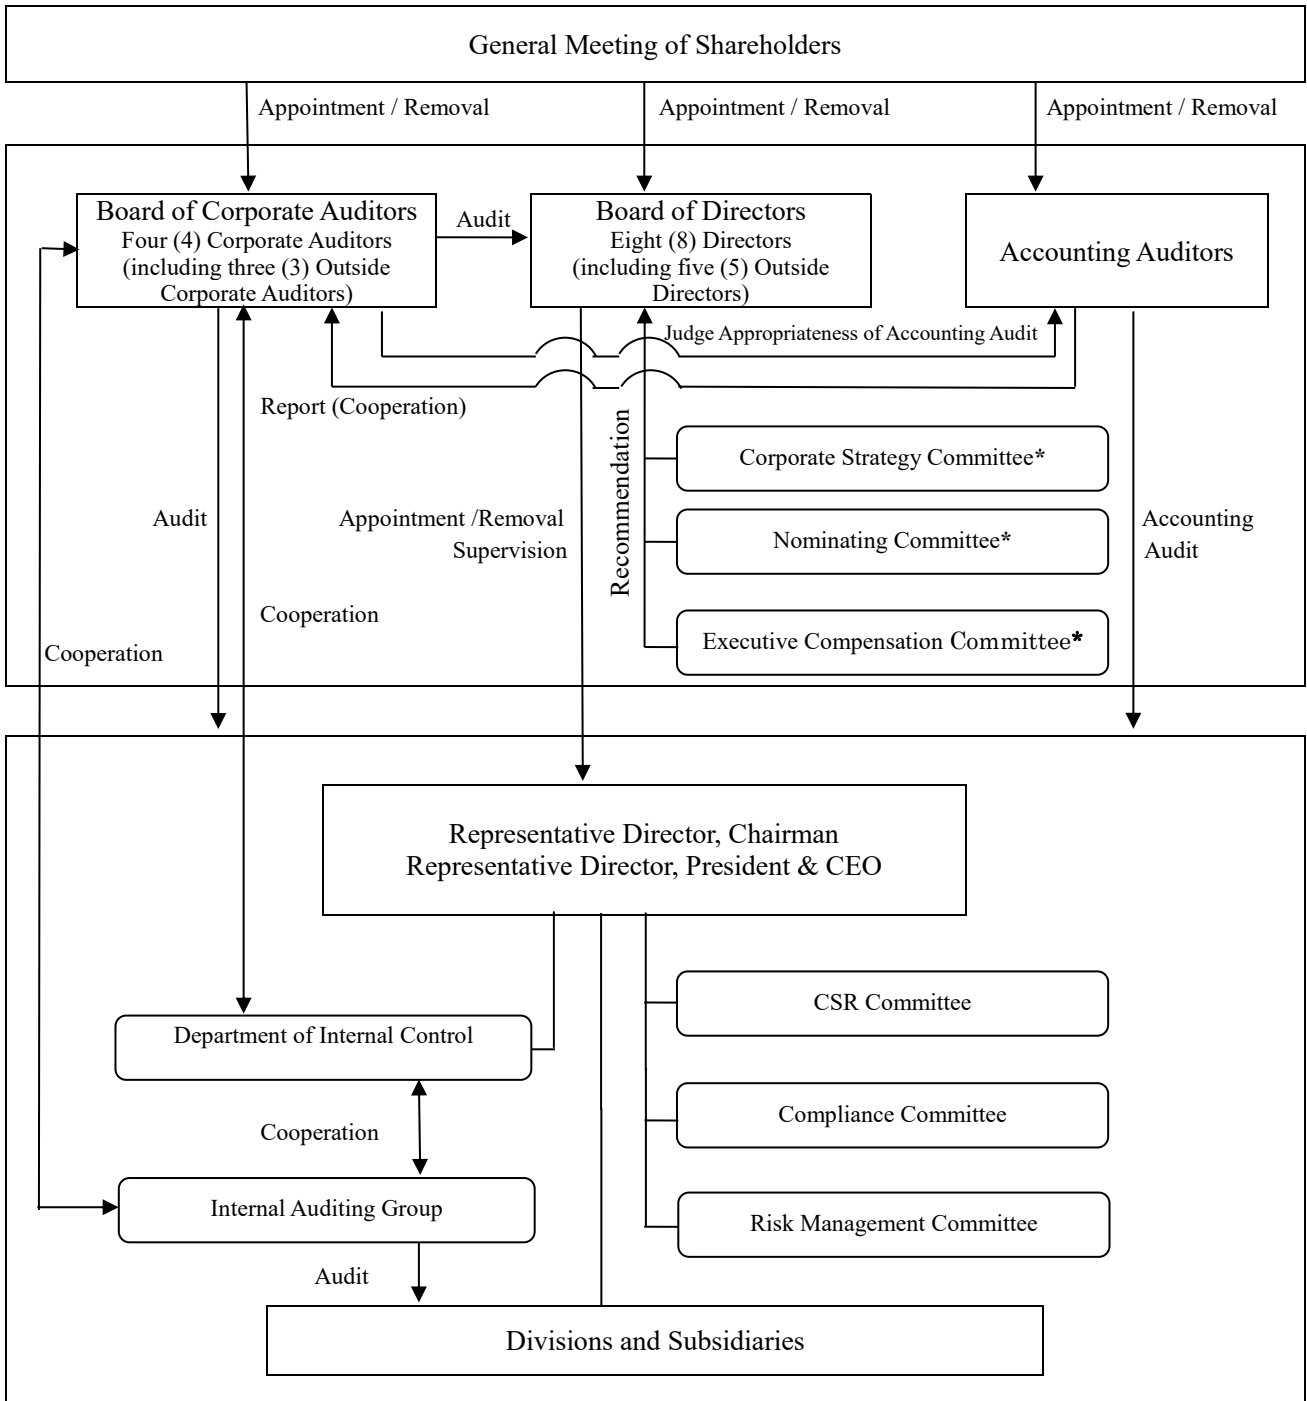 General Meeting of Shareholders
Appointment / Removal
Appointment / Removal
Appointment / Removal
Board of Corporate Auditors
Four (4) Corporate Auditors
(including three (3) Outside
Corporate Auditors)
Audit
Board of Directors
Eight (8) Directors
(including five (5) Outside
Directors)
Accounting Auditors
Judge Appropriateness of Accounting Audit
Report (Cooperation)
Recommendation
Corporate Strategy Committee*
Nominating Committee*
Executive Compensation Committee*
Audit
Appointment /Removal
Supervision
Accounting
Audit
Cooperation
Cooperation
Representative Director, Chairman
Representative Director, President & CEO
CSR Committee
Department of Internal Control
Compliance Committee
Cooperation
Internal Auditing Group
Risk Management Committee
Audit
Divisions and Subsidiaries